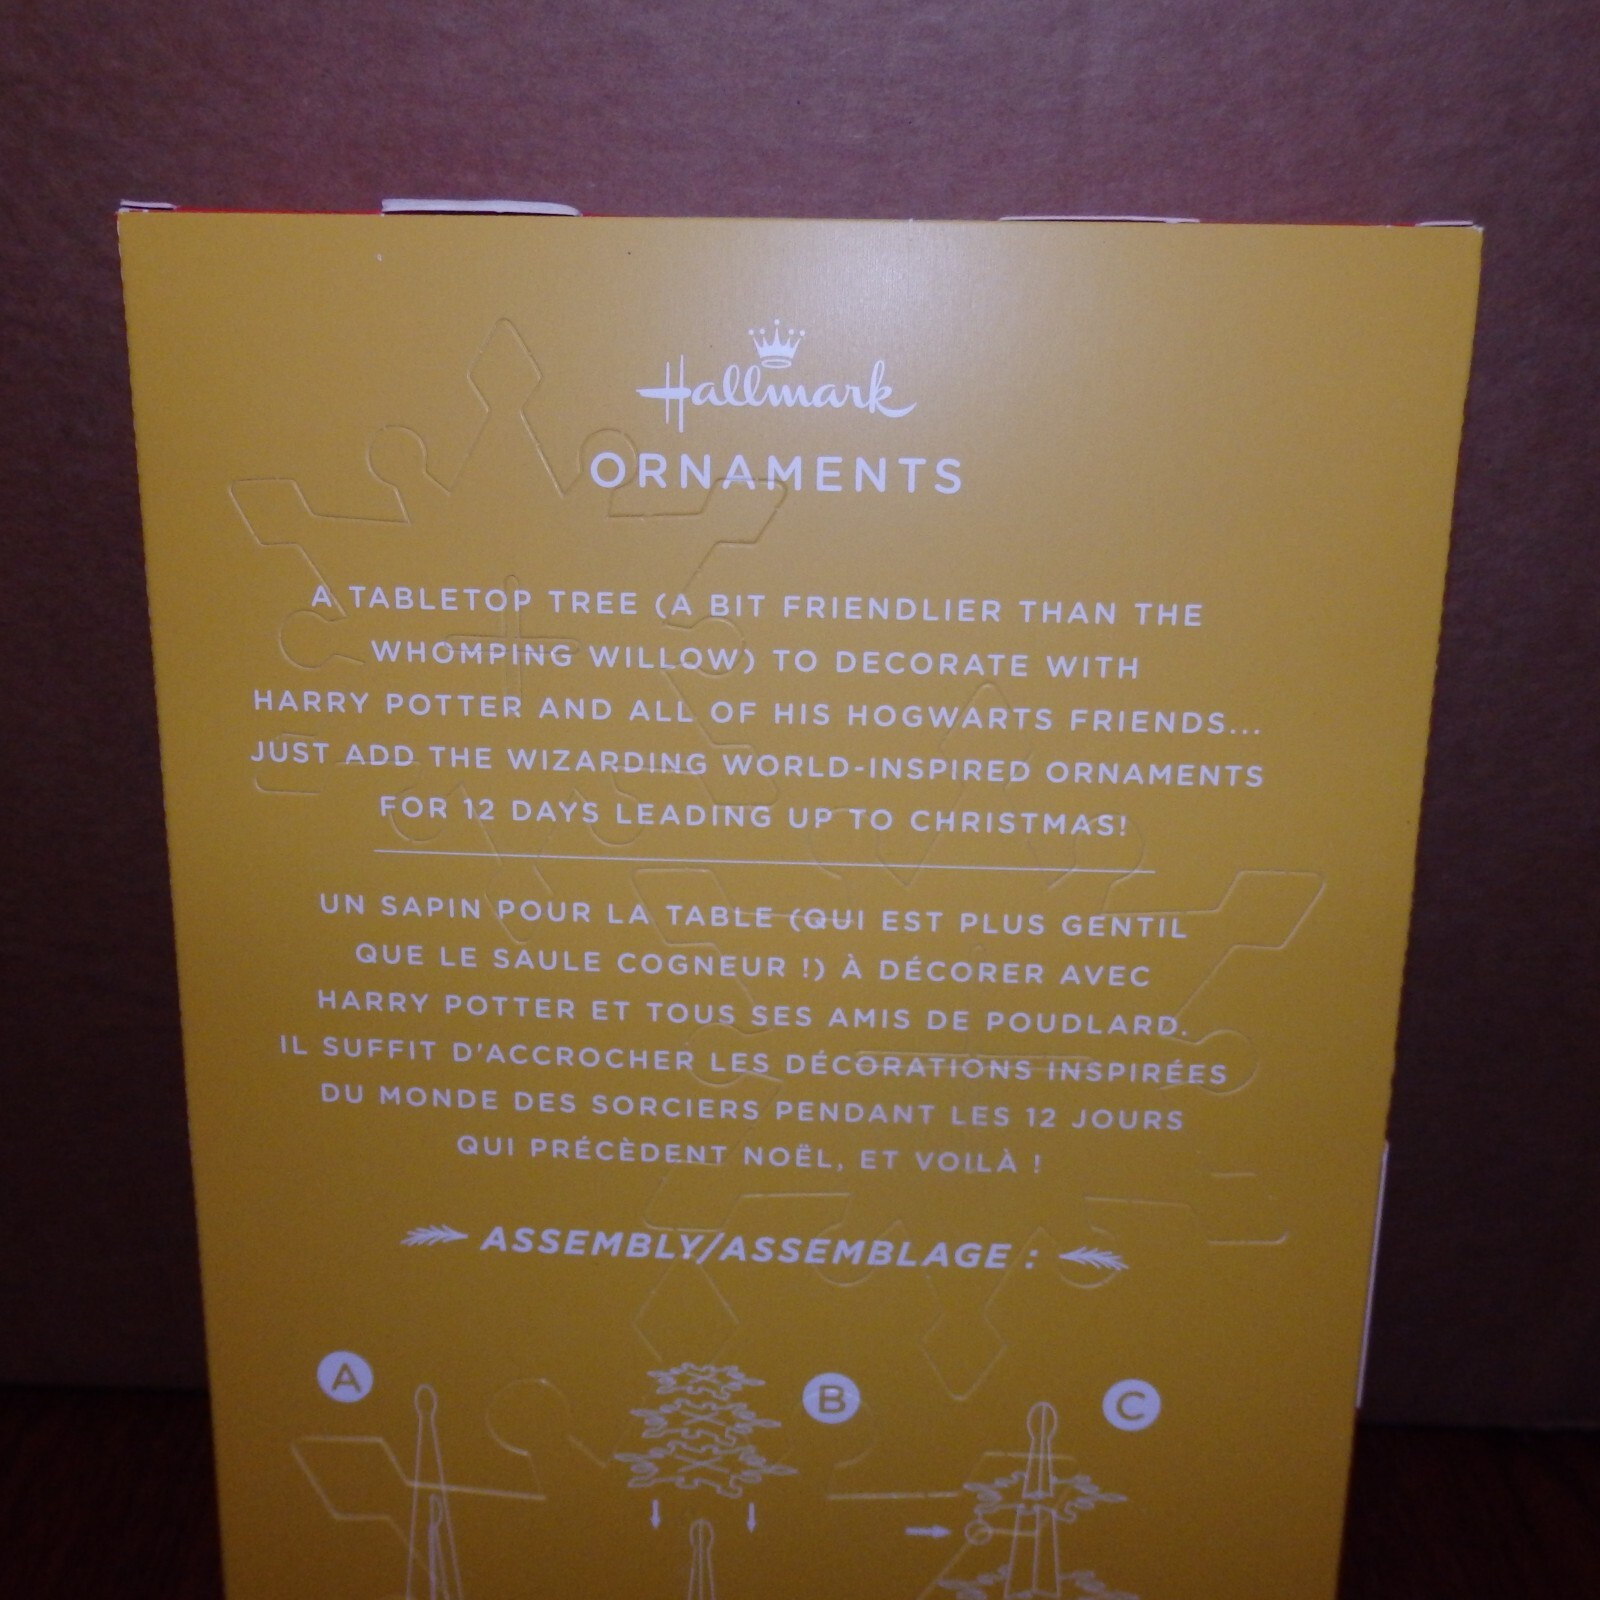 Hallmark
ORNAMENTS
A TABLETOP TREE (A BIT FRIENDLIER THAN THE
WHOMPING WILLOW) TO DECORATE WITH
HARRY POTTER AND ALL OF HIS HOGWARTS FRIENDS...
JUST ADD THE WIZARDING WORLD-INSPIRED ORNAMENTS
FOR 12 DAYS LEADING UP TO CHRISTMAS!
UN SAPIN POUR LA TABLE (QUI EST PLUS GENTIL
QUE LE SAULE COGNEUR !) À DÉCORER AVEC
HARRY POTTER ET TOUS SES AMIS DE POUDLARD.
IL SUFFIT D'ACCROCHER LES DÉCORATIONS INSPIRÉES
DU MONDE DES SORCIERS PENDANT LES 12 JOURS
QUI PRÉCÈDENT NOËL, ET VOILÀ !
ASSEMBLY/ASSEMBLAGE :
A
B
C